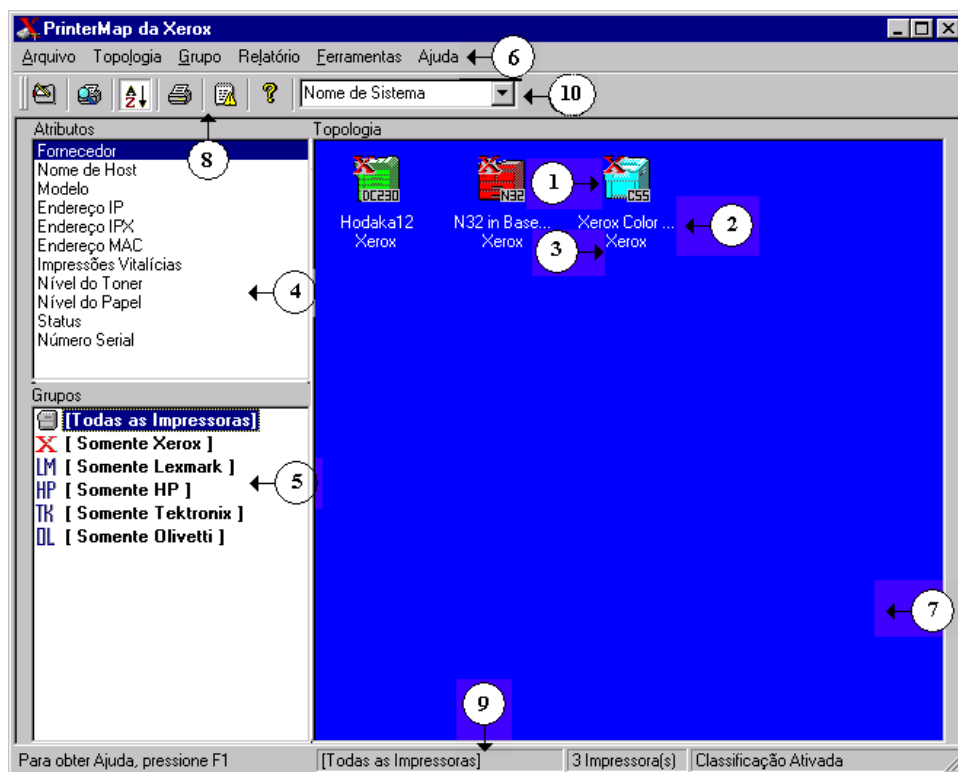 PrinterMap da Xerox
Arquivo Topologia Grupo Relatório Ferramentas Ajuda 6
Nome de Sistema 10
Atributos
Fornecedor
Nome de Host
Modelo
Endereço IP
Endereço IPX
Endereço MAC
Impressões Vitalícias
Nível do Toner
Nível do Papel
Status
Número Serial
8
4
Grupos
[Todas as Impressoras]
X [ Somente Xerox ]
LM [ Somente Lexmark ]
HP [ Somente HP ]
TK [ Somente Tektronix ]
OL [ Somente Olivetti ]
5
Topologia
DC230 N32 1 C55
Hodaka12 N32 in Base... Xerox Color ... 2
Xerox Xerox 3 Xerox
7
9
Para obter Ajuda, pressione F1 [Todas as Impressoras] 3 Impressora(s) Classificação Ativada